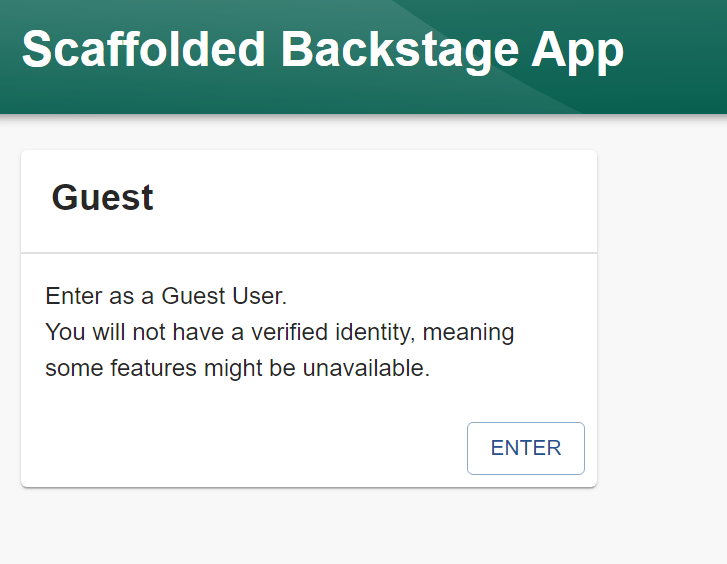 Scaffolded Backstage App
Guest
Enter as a Guest User.
You will not have a verified identity, meaning
some features might be unavailable.
ENTER